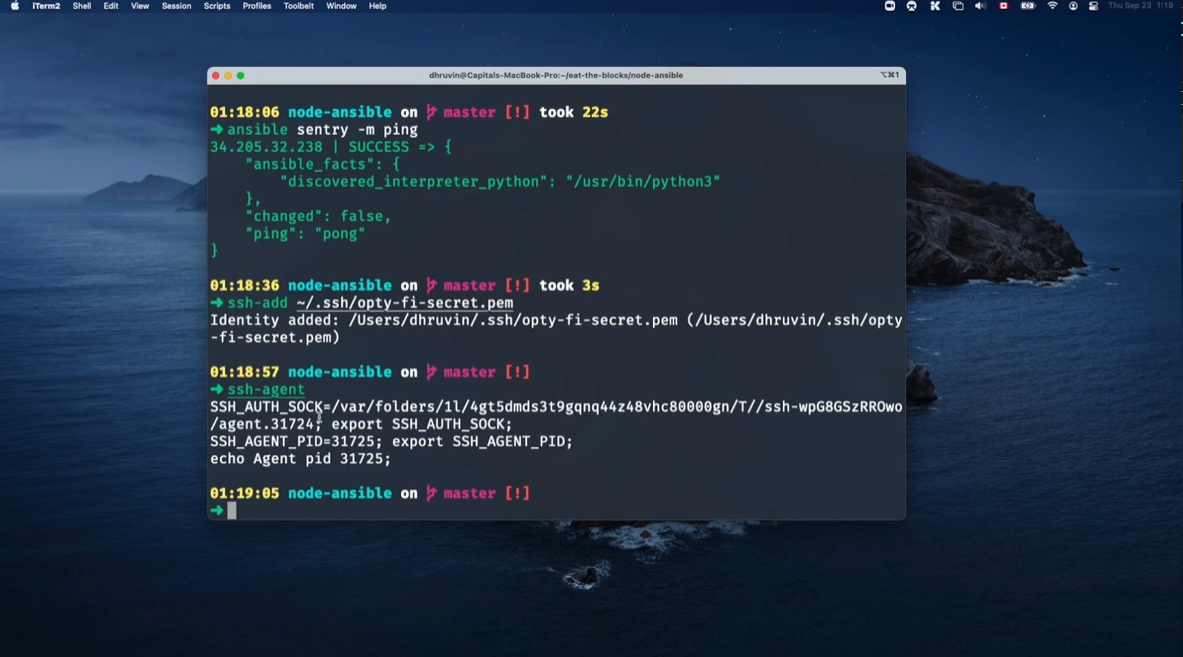 iTerm2 Shell Edit View Session Scripts Profiles Toolbelt Window Help Thu Sep 23 1:19
dhruvin@Capitals-MacBook-Pro:~/eat-the-blocks/node-ansible ⌥⌘1
01:18:06 node-ansible on master [!] took 22s
➜ ansible sentry -m ping
34.205.32.238 | SUCCESS => {
"ansible_facts": {
"discovered_interpreter_python": "/usr/bin/python3"
},
"changed": false,
"ping": "pong"
}
01:18:36 node-ansible on master [!] took 3s
➜ ssh-add ~/.ssh/opty-fi-secret.pem
Identity added: /Users/dhruvin/.ssh/opty-fi-secret.pem (/Users/dhruvin/.ssh/opty
-fi-secret.pem)
01:18:57 node-ansible on master [!]
➜ ssh-agent
SSH_AUTH_SOCK=/var/folders/1l/4gt5dmds3t9gqnq44z48vhc80000gn/T//ssh-wpG8GSzRROwo
/agent.31724; export SSH_AUTH_SOCK;
SSH_AGENT_PID=31725; export SSH_AGENT_PID;
echo Agent pid 31725;
01:19:05 node-ansible on master [!]
➜